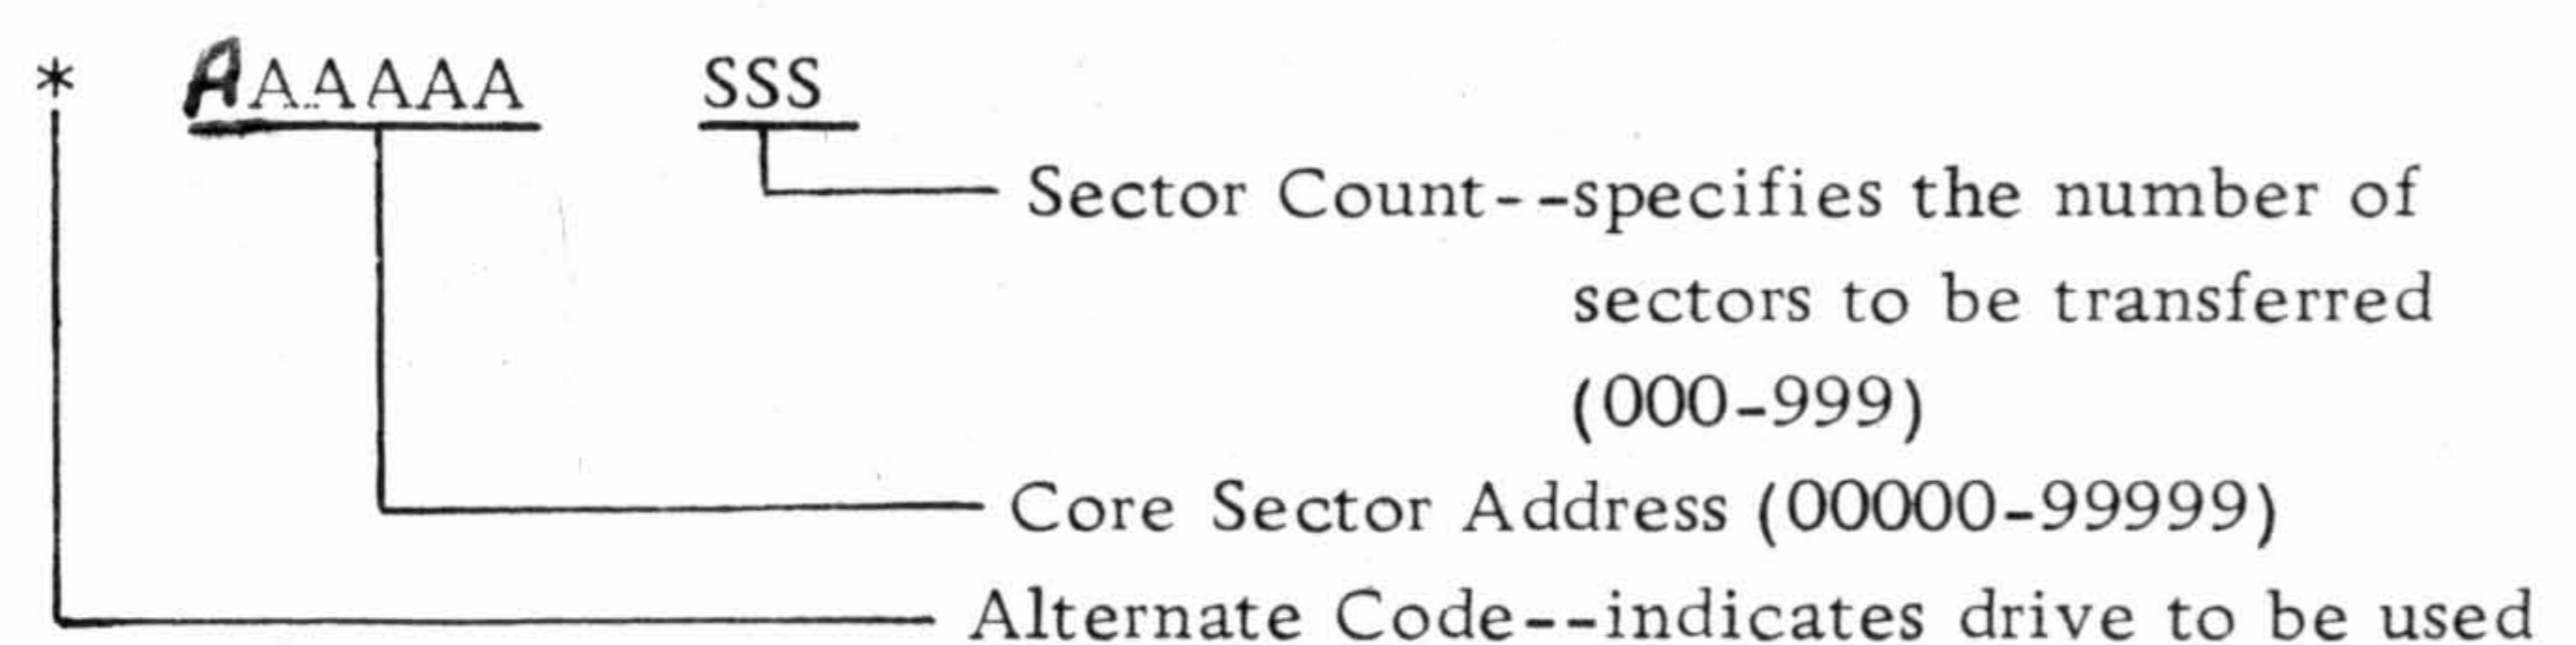 * AAAAAA SSS
Sector Count--specifies the number of
sectors to be transferred
(000-999)
Core Sector Address (00000-99999)
Alternate Code--indicates drive to be used